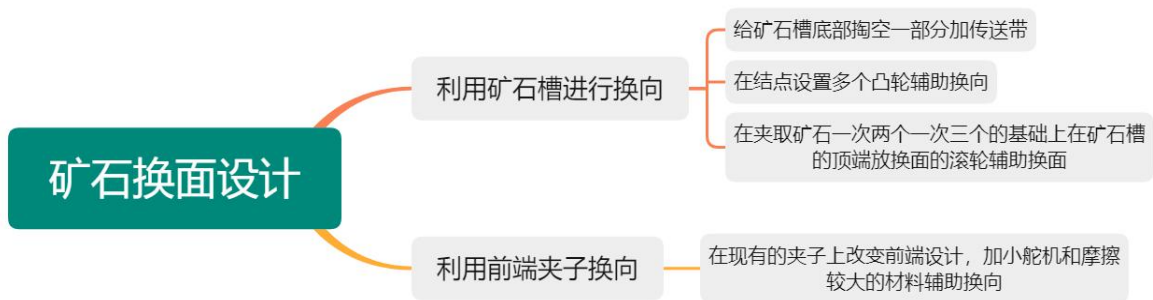 矿石换面设计
利用矿石槽进行换向
给矿石槽底部掏空一部分加传送带
在结点设置多个凸轮辅助换向
在夹取矿石一次两个一次三个的基础上在矿石槽
的顶端放换面的滚轮辅助换面
利用前端夹子换向
在现有的夹子上改变前端设计，加小舵机和摩擦
较大的材料辅助换向